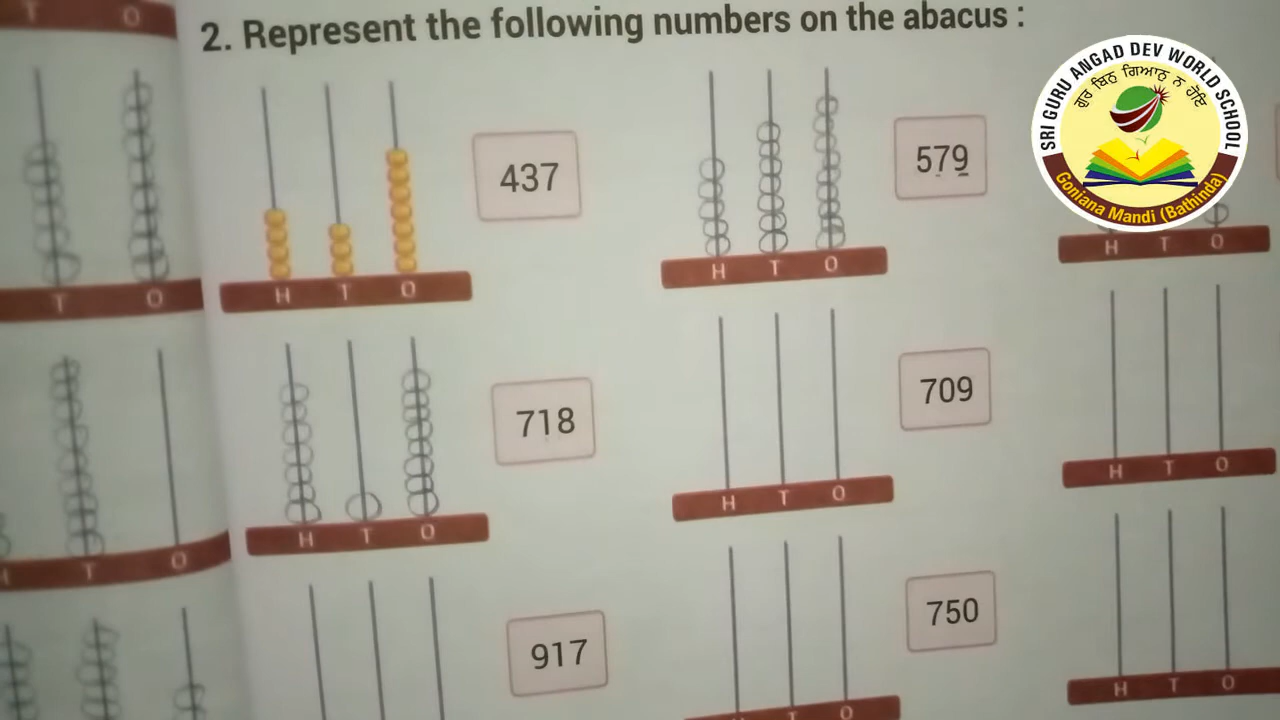 T O
2. Represent the following numbers on the abacus :
SRI GURU ANGAD DEV WORLD SCHOOL
ਗੁਰ ਬਿਨੁ ਗਿਆਨੁ ਨ ਹੋਇ
Goniana Mandi (Bathinda)
437
579
T O
H T O
H T O
H T O
718
709
H T O
H T O
H T O
H T O
917
750
T O
H T O